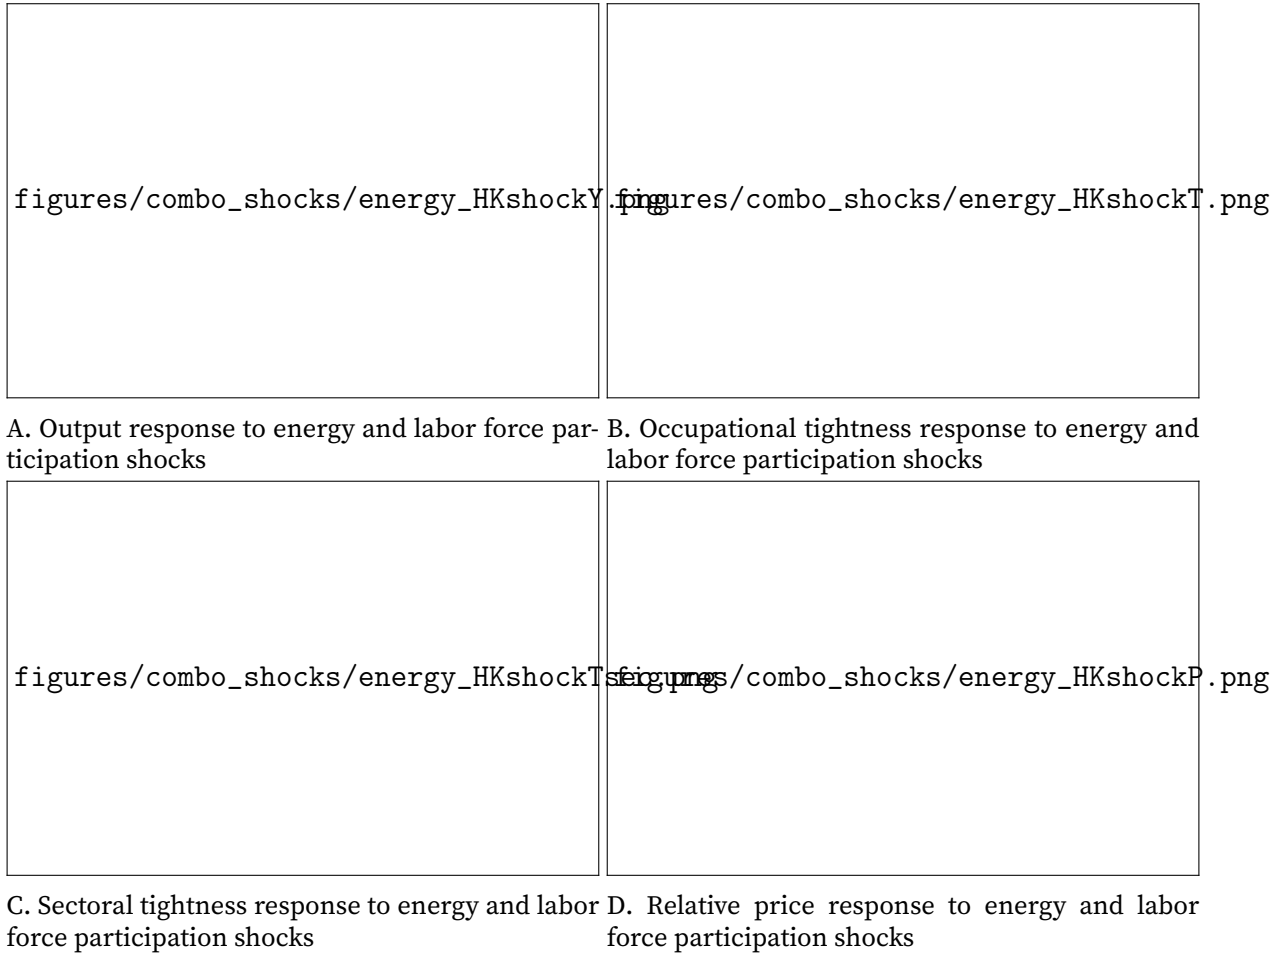 figures/combo_shocks/energy_HKshockY.png
figures/combo_shocks/energy_HKshockT.png
A. Output response to energy and labor force par-
ticipation shocks
B. Occupational tightness response to energy and
labor force participation shocks
figures/combo_shocks/energy_HKshockTsec.png
figures/combo_shocks/energy_HKshockP.png
C. Sectoral tightness response to energy and labor
force participation shocks
D. Relative price response to energy and labor
force participation shocks